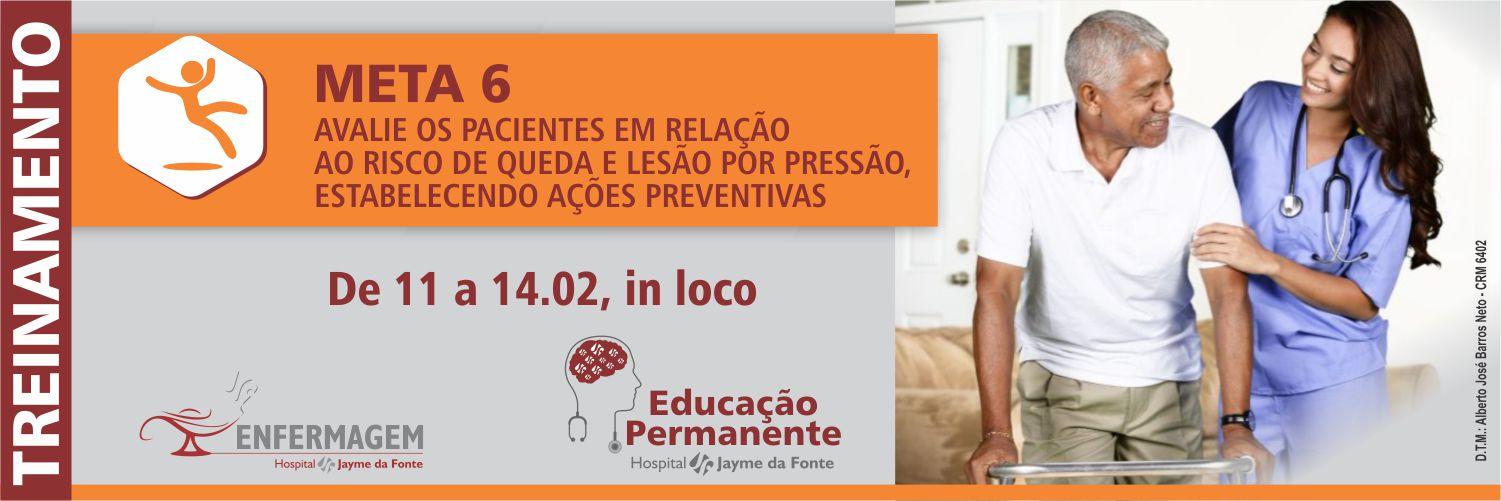 TREINAMENTO
META 6
AVALIE OS PACIENTES EM RELAÇÃO
AO RISCO DE QUEDA E LESÃO POR PRESSÃO,
ESTABELECENDO AÇÕES PREVENTIVAS
De 11 a 14.02, in loco
ENFERMAGEM
Hospital Jayme da Fonte
Educação
Permanente
Hospital Jayme da Fonte
D.T.M.: Alberto José Barros Neto - CRM 6402